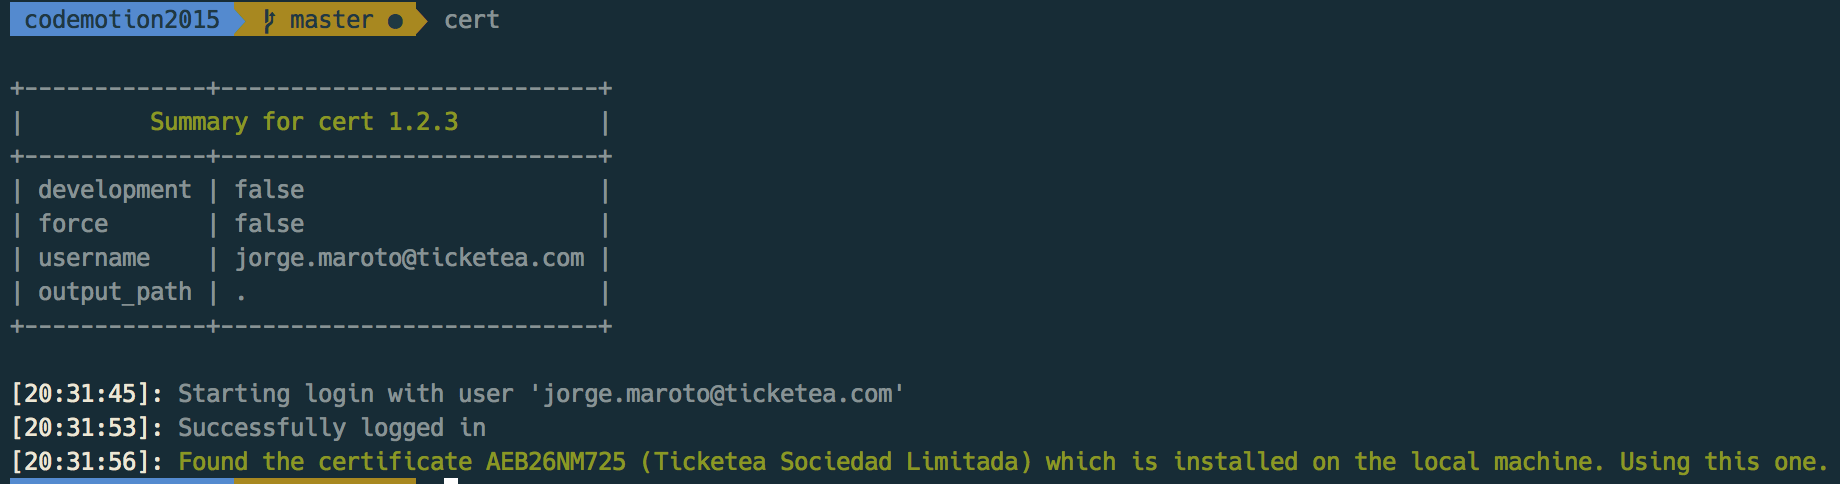 codemotion2015 master ● cert
+-------------+---------------------------+
|         Summary for cert 1.2.3          |
+-------------+---------------------------+
| development | false                     |
| force       | false                     |
| username    | jorge.maroto@ticketea.com |
| output_path | .                         |
+-------------+---------------------------+
[20:31:45]: Starting login with user 'jorge.maroto@ticketea.com'
[20:31:53]: Successfully logged in
[20:31:56]: Found the certificate AEB26NM725 (Ticketea Sociedad Limitada) which is installed on the local machine. Using this one.